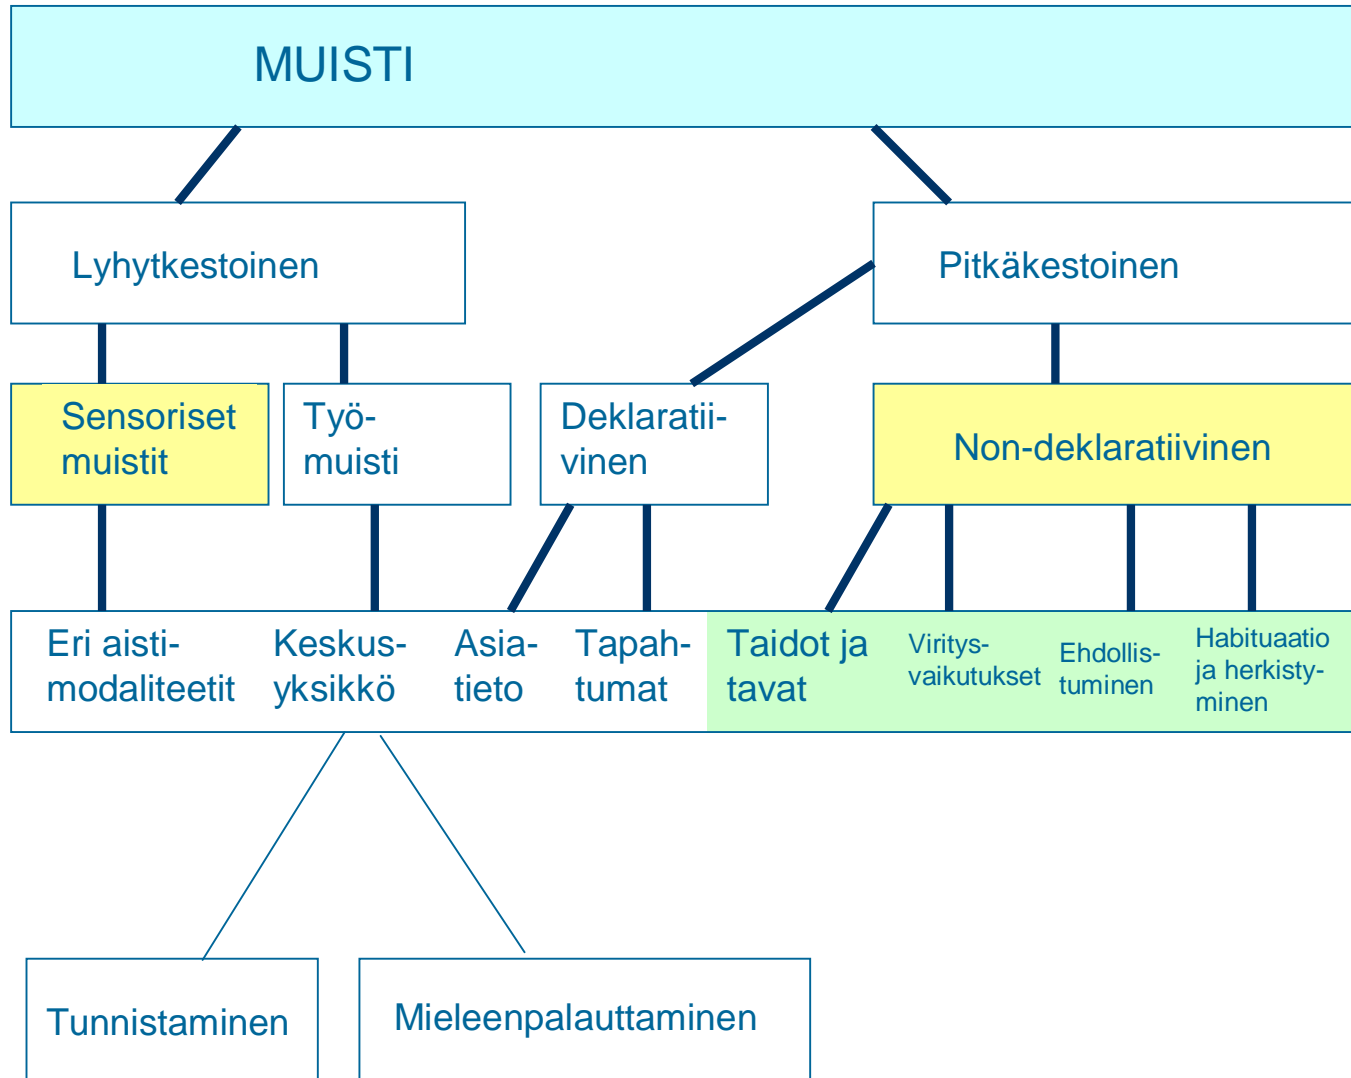 MUISTI
Lyhytkestoinen
Pitkäkestoinen
Sensoriset
muistit
Työ-
muisti
Deklaratii-
vinen
Non-deklaratiivinen
Eri aisti-
modaliteetit
Keskus-
yksikkö
Asia-
tieto
Tapah-
tumat
Taidot ja
tavat
Viritys-
vaikutukset
Ehdollis-
tuminen
Habituaatio
ja herkisty-
minen
Tunnistaminen
Mieleenpalauttaminen